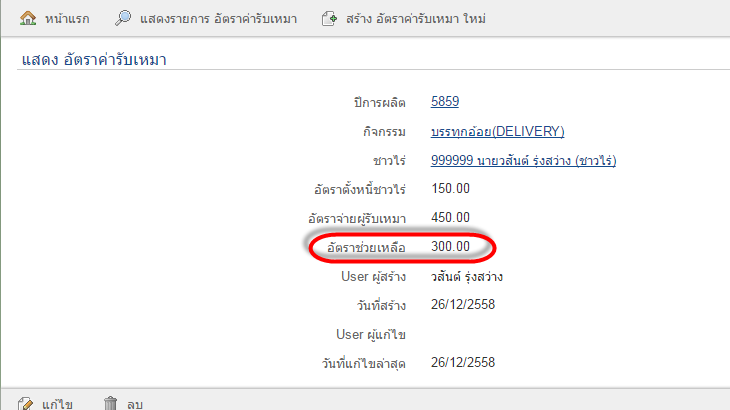 หน้าแรก แสดงรายการ อัตราค่ารับเหมา สร้าง อัตราค่ารับเหมา ใหม่
แสดง อัตราค่ารับเหมา
ปีการผลิต 5859
กิจกรรม บรรทุกอ้อย(DELIVERY)
ชาวไร่ 999999 นายวสันต์ รุ่งสว่าง (ชาวไร่)
อัตราตั้งหนี้ชาวไร่ 150.00
อัตราจ่ายผู้รับเหมา 450.00
อัตราช่วยเหลือ 300.00
User ผู้สร้าง วสันต์ รุ่งสว่าง
วันที่สร้าง 26/12/2558
User ผู้แก้ไข
วันที่แก้ไขล่าสุด 26/12/2558
แก้ไข ลบ